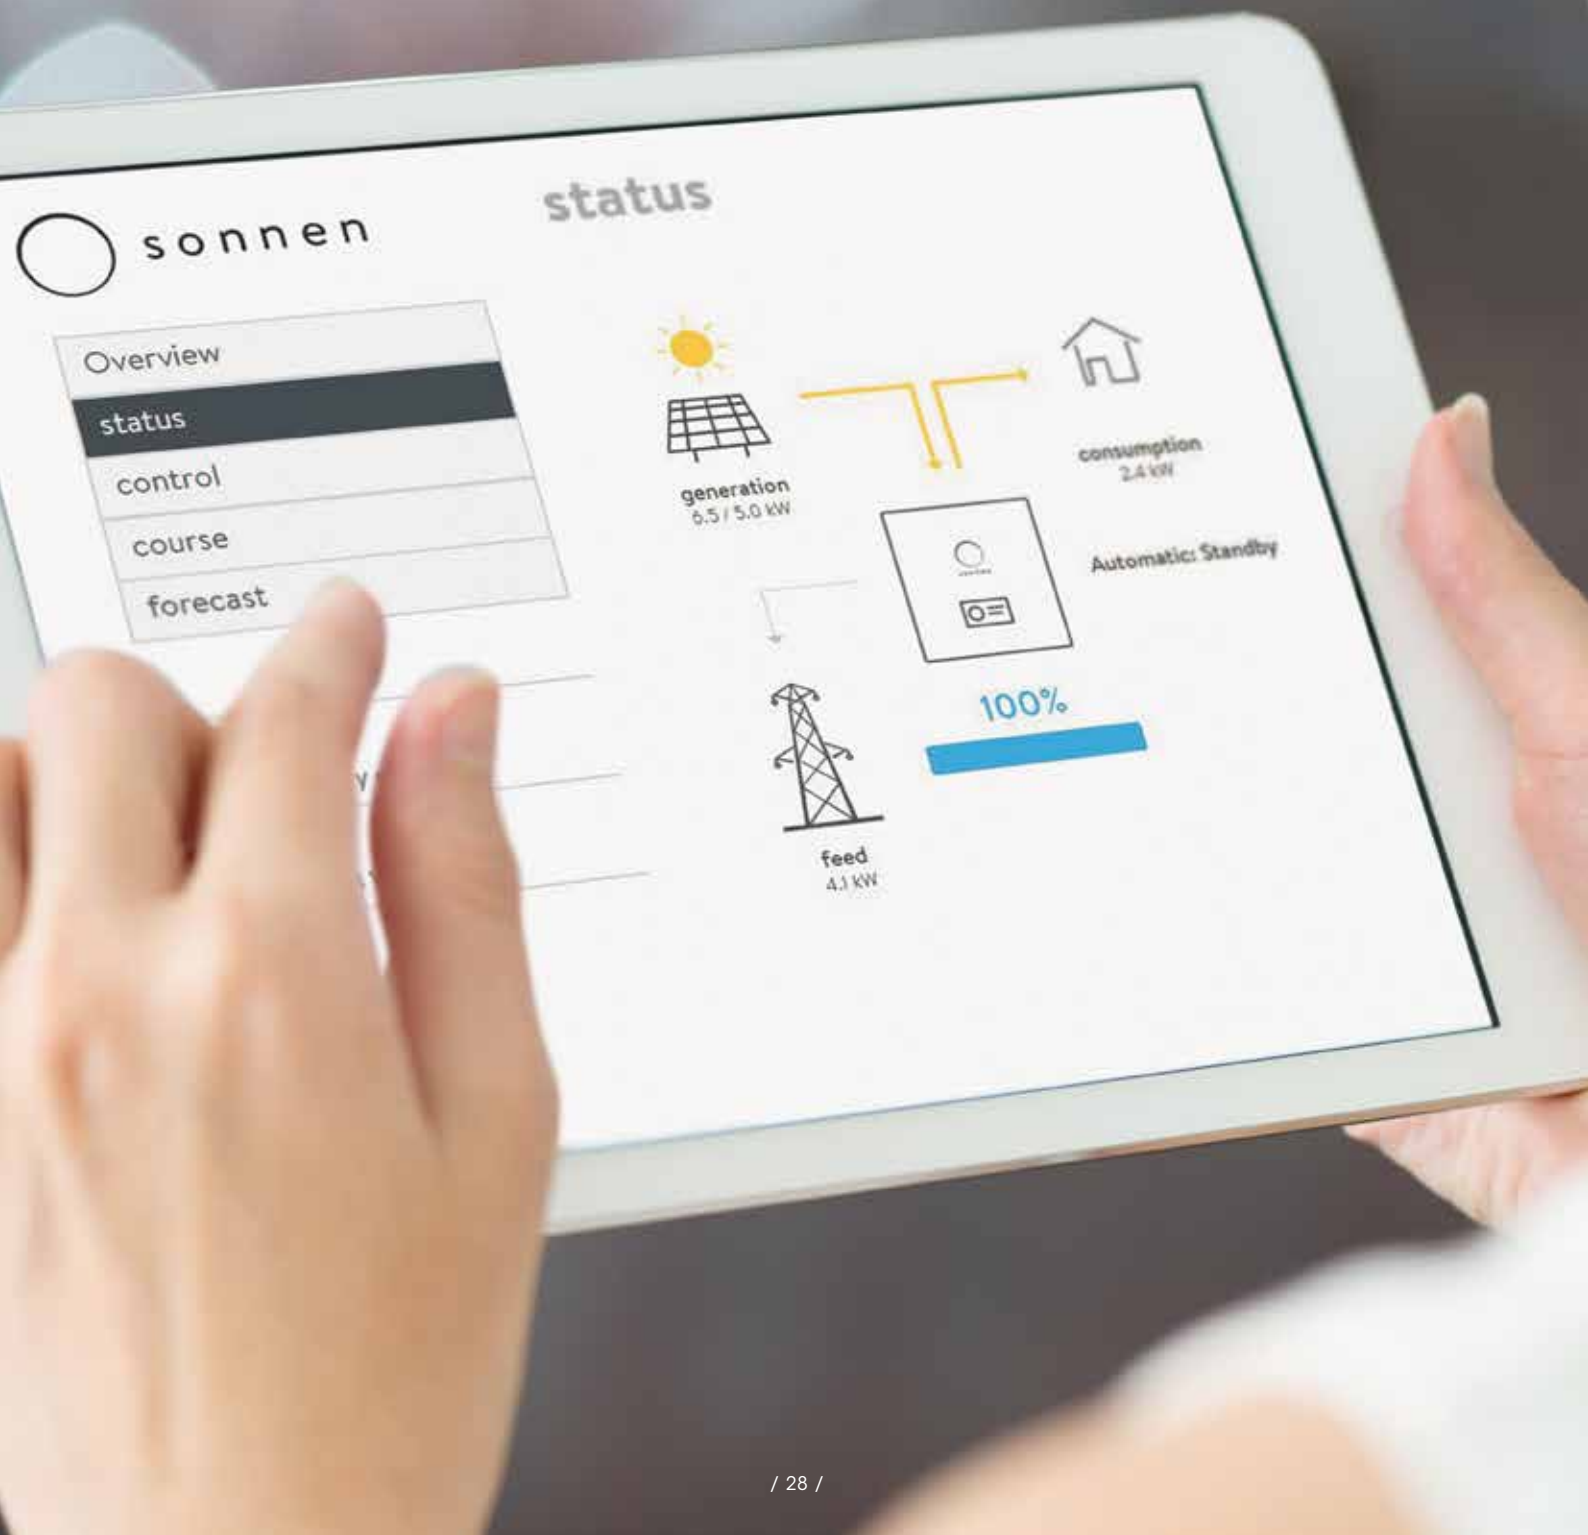 sonnen
status
Overview
status
control
course
forecast
generation
6.5 / 5.0 kW
consumption
2.4 kW
Automatic: Standby
100%
feed
4.1 kW
/ 28 /